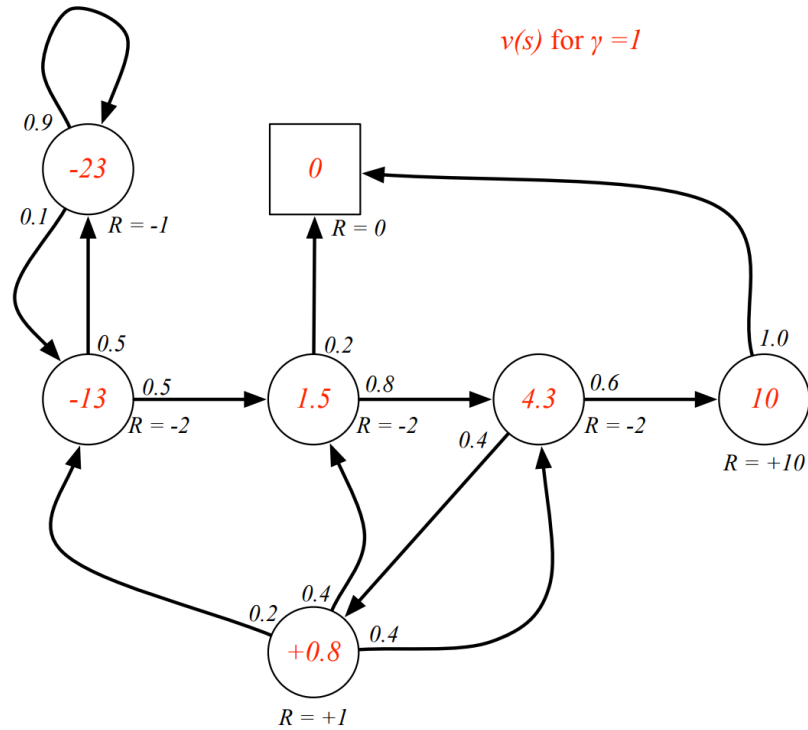 v(s) for γ =1
0.9
-23
0
0.1
R = -1
R = 0
0.5
0.2
1.0
-13
0.5
1.5
0.8
4.3
0.6
10
R = -2
R = -2
0.4
R = -2
R = +10
0.2
0.4
0.4
+0.8
R = +1